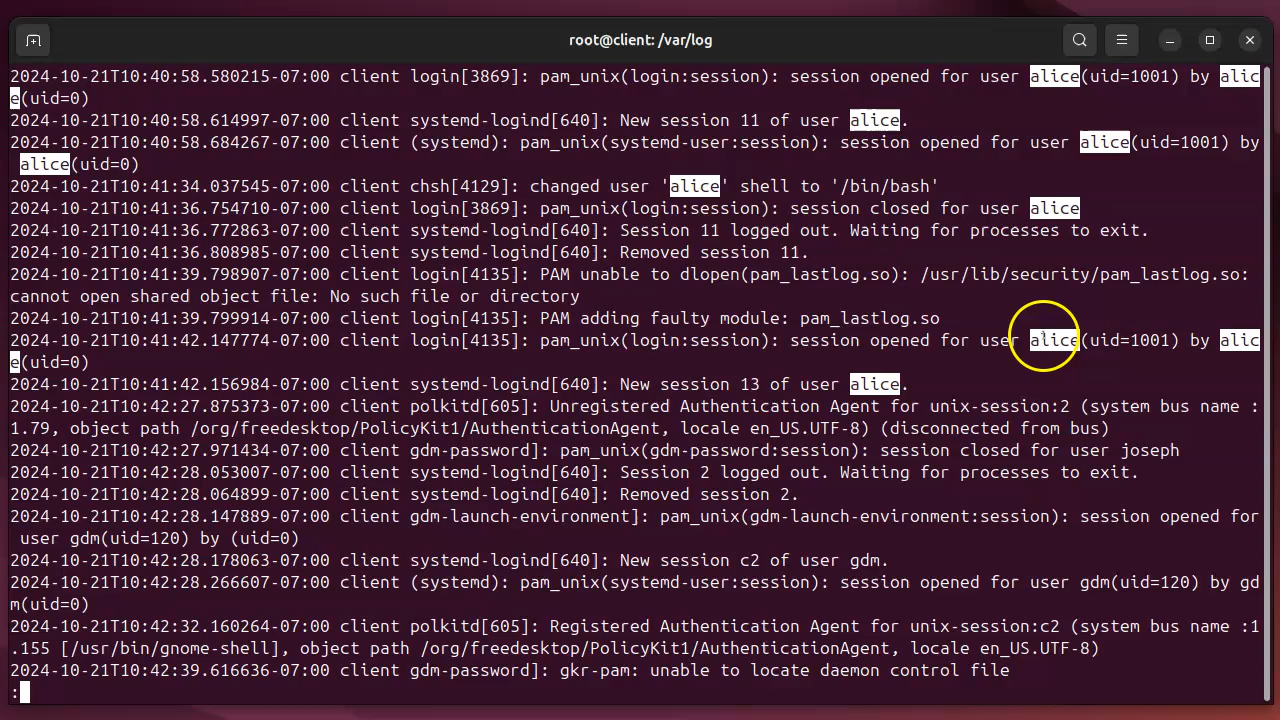 root@client: /var/log
2024-10-21T10:40:58.580215-07:00 client login[3869]: pam_unix(login:session): session opened for user alice(uid=1001) by alic
e(uid=0)
2024-10-21T10:40:58.614997-07:00 client systemd-logind[640]: New session 11 of user alice.
2024-10-21T10:40:58.684267-07:00 client (systemd): pam_unix(systemd-user:session): session opened for user alice(uid=1001) by
 alice(uid=0)
2024-10-21T10:41:34.037545-07:00 client chsh[4129]: changed user 'alice' shell to '/bin/bash'
2024-10-21T10:41:36.754710-07:00 client login[3869]: pam_unix(login:session): session closed for user alice
2024-10-21T10:41:36.772863-07:00 client systemd-logind[640]: Session 11 logged out. Waiting for processes to exit.
2024-10-21T10:41:36.808985-07:00 client systemd-logind[640]: Removed session 11.
2024-10-21T10:41:39.798907-07:00 client login[4135]: PAM unable to dlopen(pam_lastlog.so): /usr/lib/security/pam_lastlog.so:
cannot open shared object file: No such file or directory
2024-10-21T10:41:39.799914-07:00 client login[4135]: PAM adding faulty module: pam_lastlog.so
2024-10-21T10:41:42.147774-07:00 client login[4135]: pam_unix(login:session): session opened for user alice(uid=1001) by alic
e(uid=0)
2024-10-21T10:41:42.156984-07:00 client systemd-logind[640]: New session 13 of user alice.
2024-10-21T10:42:27.875373-07:00 client polkitd[605]: Unregistered Authentication Agent for unix-session:2 (system bus name :
1.79, object path /org/freedesktop/PolicyKit1/AuthenticationAgent, locale en_US.UTF-8) (disconnected from bus)
2024-10-21T10:42:27.971434-07:00 client gdm-password]: pam_unix(gdm-password:session): session closed for user joseph
2024-10-21T10:42:28.053007-07:00 client systemd-logind[640]: Session 2 logged out. Waiting for processes to exit.
2024-10-21T10:42:28.064899-07:00 client systemd-logind[640]: Removed session 2.
2024-10-21T10:42:28.147889-07:00 client gdm-launch-environment]: pam_unix(gdm-launch-environment:session): session opened for
 user gdm(uid=120) by (uid=0)
2024-10-21T10:42:28.178063-07:00 client systemd-logind[640]: New session c2 of user gdm.
2024-10-21T10:42:28.266607-07:00 client (systemd): pam_unix(systemd-user:session): session opened for user gdm(uid=120) by gd
m(uid=0)
2024-10-21T10:42:32.160264-07:00 client polkitd[605]: Registered Authentication Agent for unix-session:c2 (system bus name :1
.155 [/usr/bin/gnome-shell], object path /org/freedesktop/PolicyKit1/AuthenticationAgent, locale en_US.UTF-8)
2024-10-21T10:42:39.616636-07:00 client gdm-password]: gkr-pam: unable to locate daemon control file
: